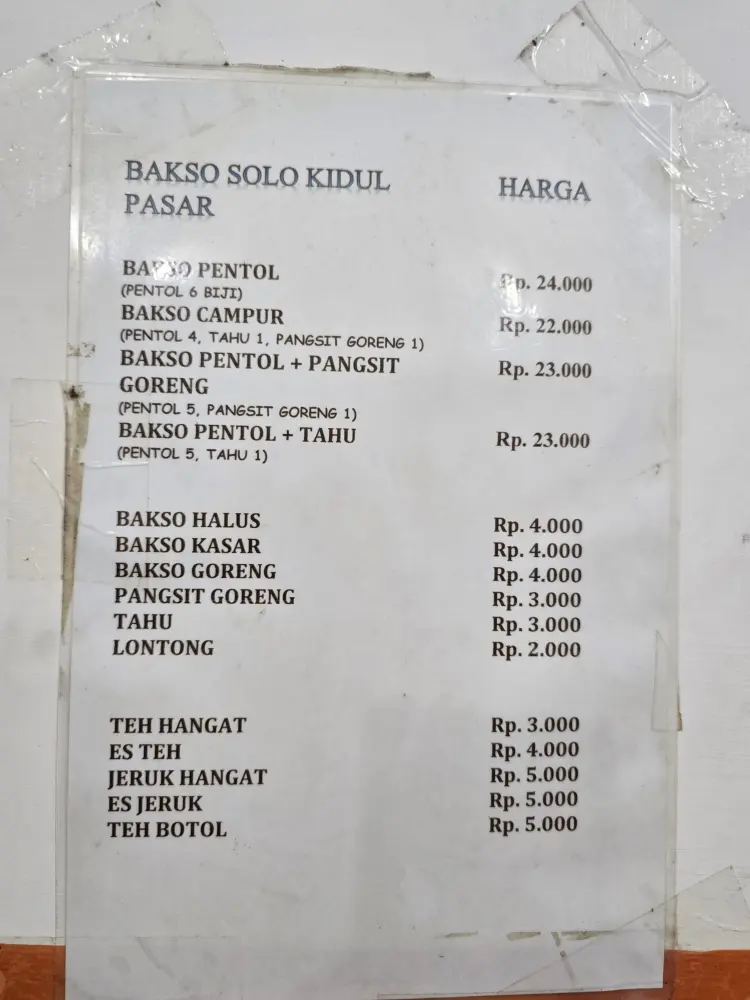 BAKSO SOLO KIDUL HARGA
PASAR
BAKSO PENTOL Rp. 24.000
(PENTOL 6 BIJI)
BAKSO CAMPUR Rp. 22.000
(PENTOL 4, TAHU 1, PANGSIT GORENG 1)
BAKSO PENTOL + PANGSIT Rp. 23.000
GORENG
(PENTOL 5, PANGSIT GORENG 1)
BAKSO PENTOL + TAHU Rp. 23.000
(PENTOL 5, TAHU 1)
BAKSO HALUS Rp. 4.000
BAKSO KASAR Rp. 4.000
BAKSO GORENG Rp. 4.000
PANGSIT GORENG Rp. 3.000
TAHU Rp. 3.000
LONTONG Rp. 2.000
TEH HANGAT Rp. 3.000
ES TEH Rp. 4.000
JERUK HANGAT Rp. 5.000
ES JERUK Rp. 5.000
TEH BOTOL Rp. 5.000